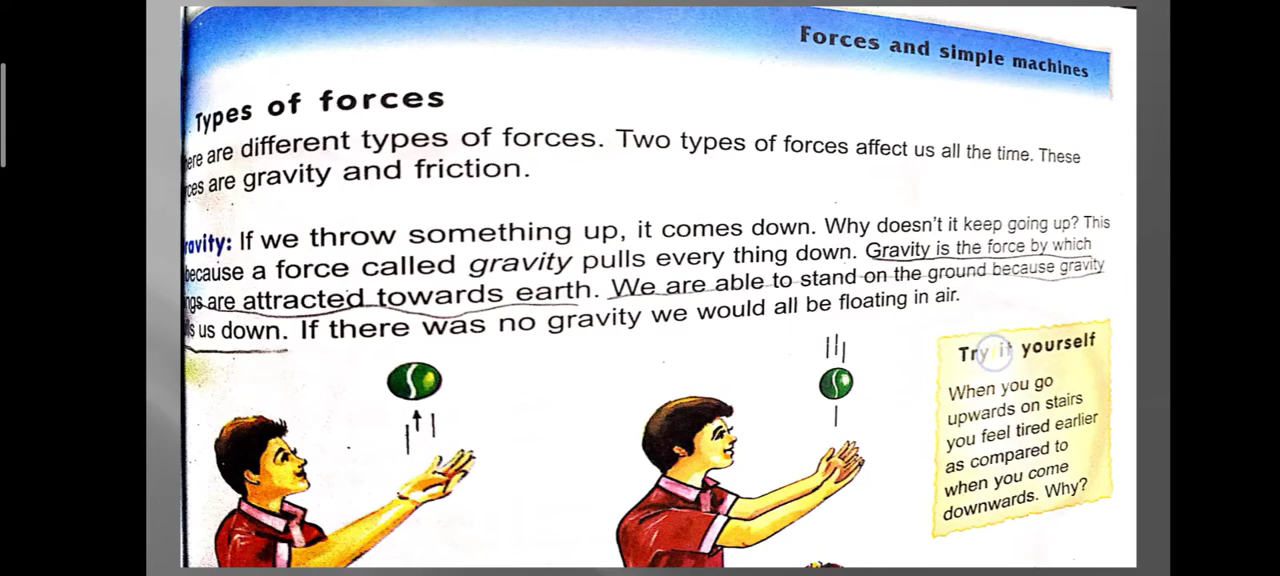 Forces and simple machines
Types of forces
ere are different types of forces. Two types of forces affect us all the time. These
ces are gravity and friction.
ravity: If we throw something up, it comes down. Why doesn't it keep going up? This
because a force called gravity pulls every thing down. Gravity is the force by which
ngs are attracted towards earth. We are able to stand on the ground because gravity
ls us down. If there was no gravity we would all be floating in air.
Try it yourself
When you go
upwards on stairs
you feel tired earlier
as compared to
when you come
downwards. Why?